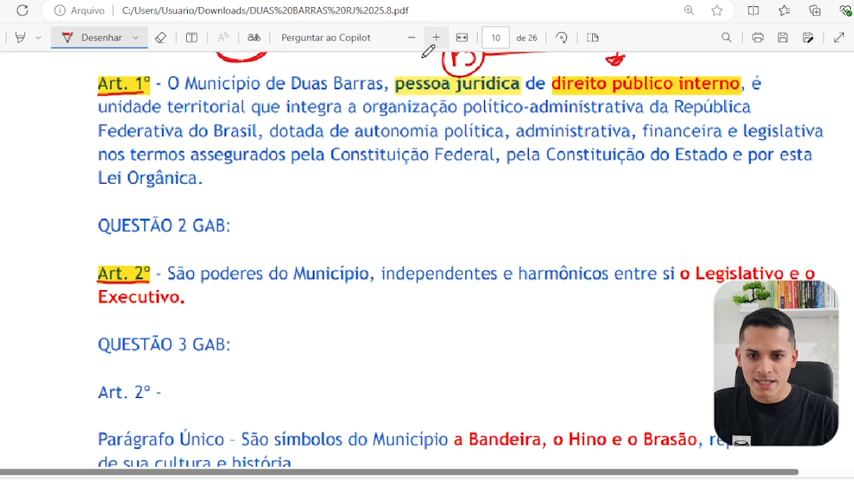 Arquivo C:/Users/Usuario/Downloads/DUAS%20BARRAS%20RJ%2025.8.pdf
Desenhar Perguntar ao Copilot 10 de 26
Art. 1º - O Município de Duas Barras, pessoa jurídica de direito público interno, é
unidade territorial que integra a organização político-administrativa da República
Federativa do Brasil, dotada de autonomia política, administrativa, financeira e legislativa
nos termos assegurados pela Constituição Federal, pela Constituição do Estado e por esta
Lei Orgânica.
QUESTÃO 2 GAB:
Art. 2º - São poderes do Município, independentes e harmônicos entre si o Legislativo e o
Executivo.
QUESTÃO 3 GAB:
Art. 2º -
Parágrafo Único – São símbolos do Município a Bandeira, o Hino e o Brasão,
de sua cultura e história